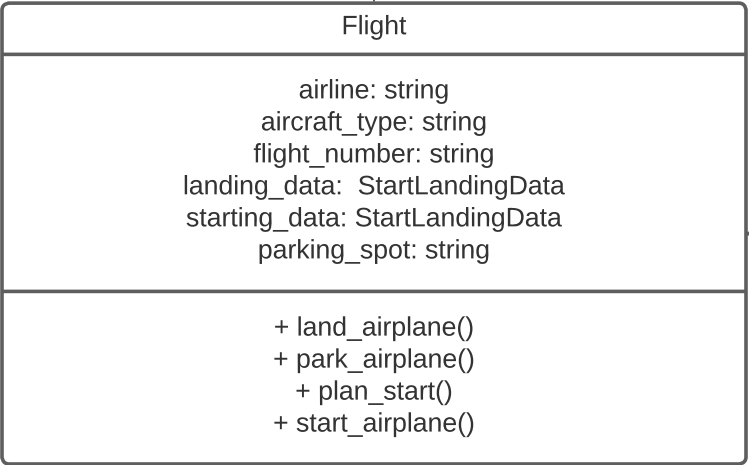 Flight
airline: string
aircraft_type: string
flight_number: string
landing_data:  StartLandingData
starting_data: StartLandingData
parking_spot: string
+ land_airplane()
+ park_airplane()
+ plan_start()
+ start_airplane()